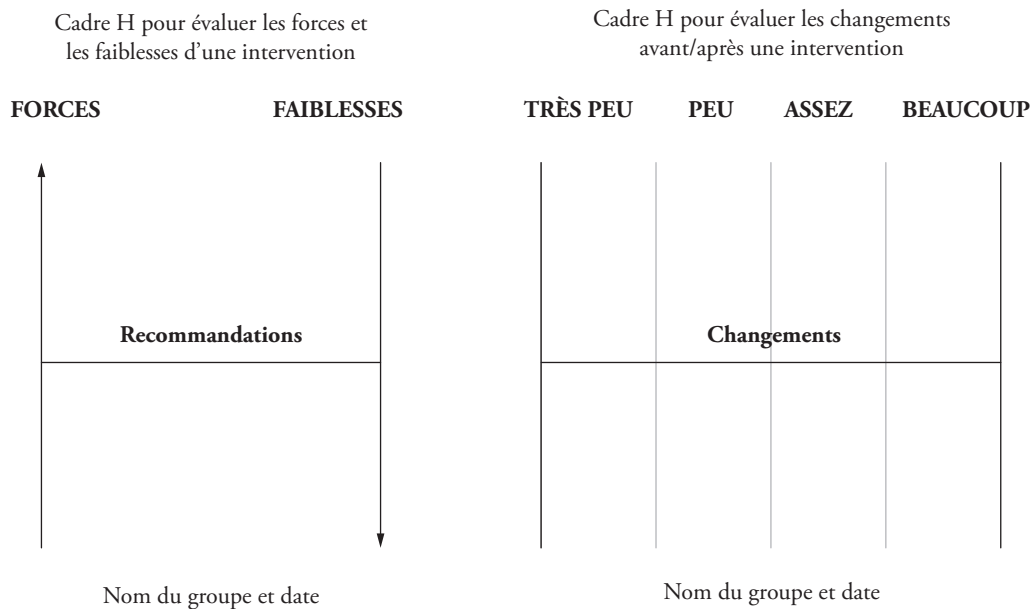 Cadre H pour évaluer les forces et
les faiblesses d’une intervention
FORCES
FAIBLESSES
Recommandations
Nom du groupe et date
Cadre H pour évaluer les changements
avant/après une intervention
TRÈS PEU
PEU
ASSEZ
BEAUCOUP
Changements
Nom du groupe et date